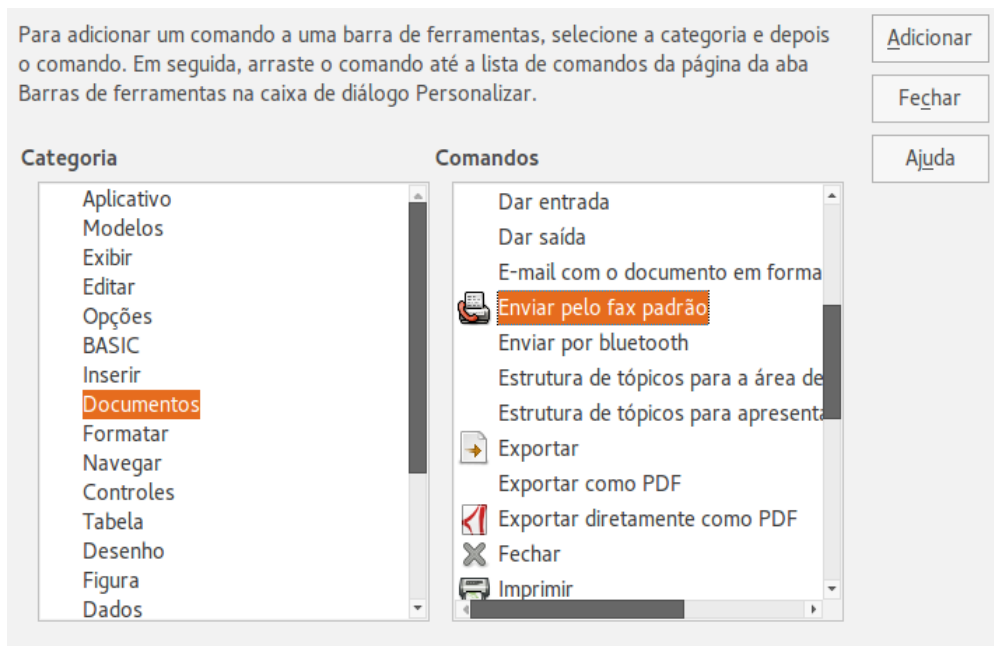 Para adicionar um comando a uma barra de ferramentas, selecione a categoria e depois
o comando. Em seguida, arraste o comando até a lista de comandos da página da aba
Barras de ferramentas na caixa de diálogo Personalizar.
Adicionar
Fechar
Ajuda
Categoria
Aplicativo
Modelos
Exibir
Editar
Opções
BASIC
Inserir
Documentos
Formatar
Navegar
Controles
Tabela
Desenho
Figura
Dados
Comandos
Dar entrada
Dar saída
E-mail com o documento em forma
Enviar pelo fax padrão
Enviar por bluetooth
Estrutura de tópicos para a área de
Estrutura de tópicos para apresenta
Exportar
Exportar como PDF
Exportar diretamente como PDF
Fechar
Imprimir